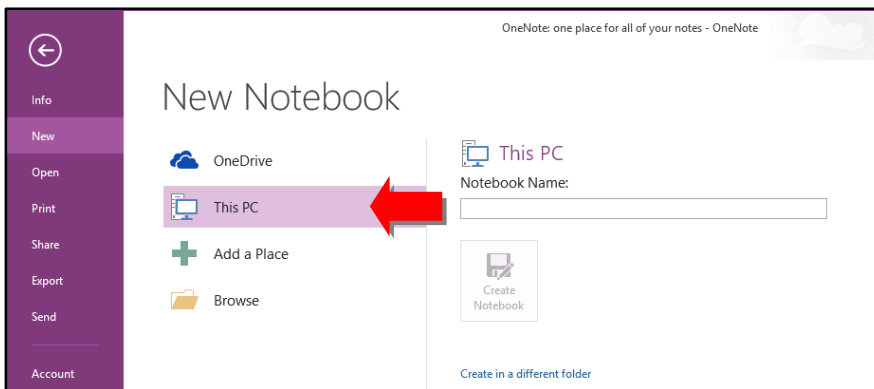 OneNote: one place for all of your notes - OneNote
Info
New
Open
Print
Share
Export
Send
Account
New Notebook
OneDrive
This PC
Add a Place
Browse
This PC
Notebook Name:
Create
Notebook
Create in a different folder